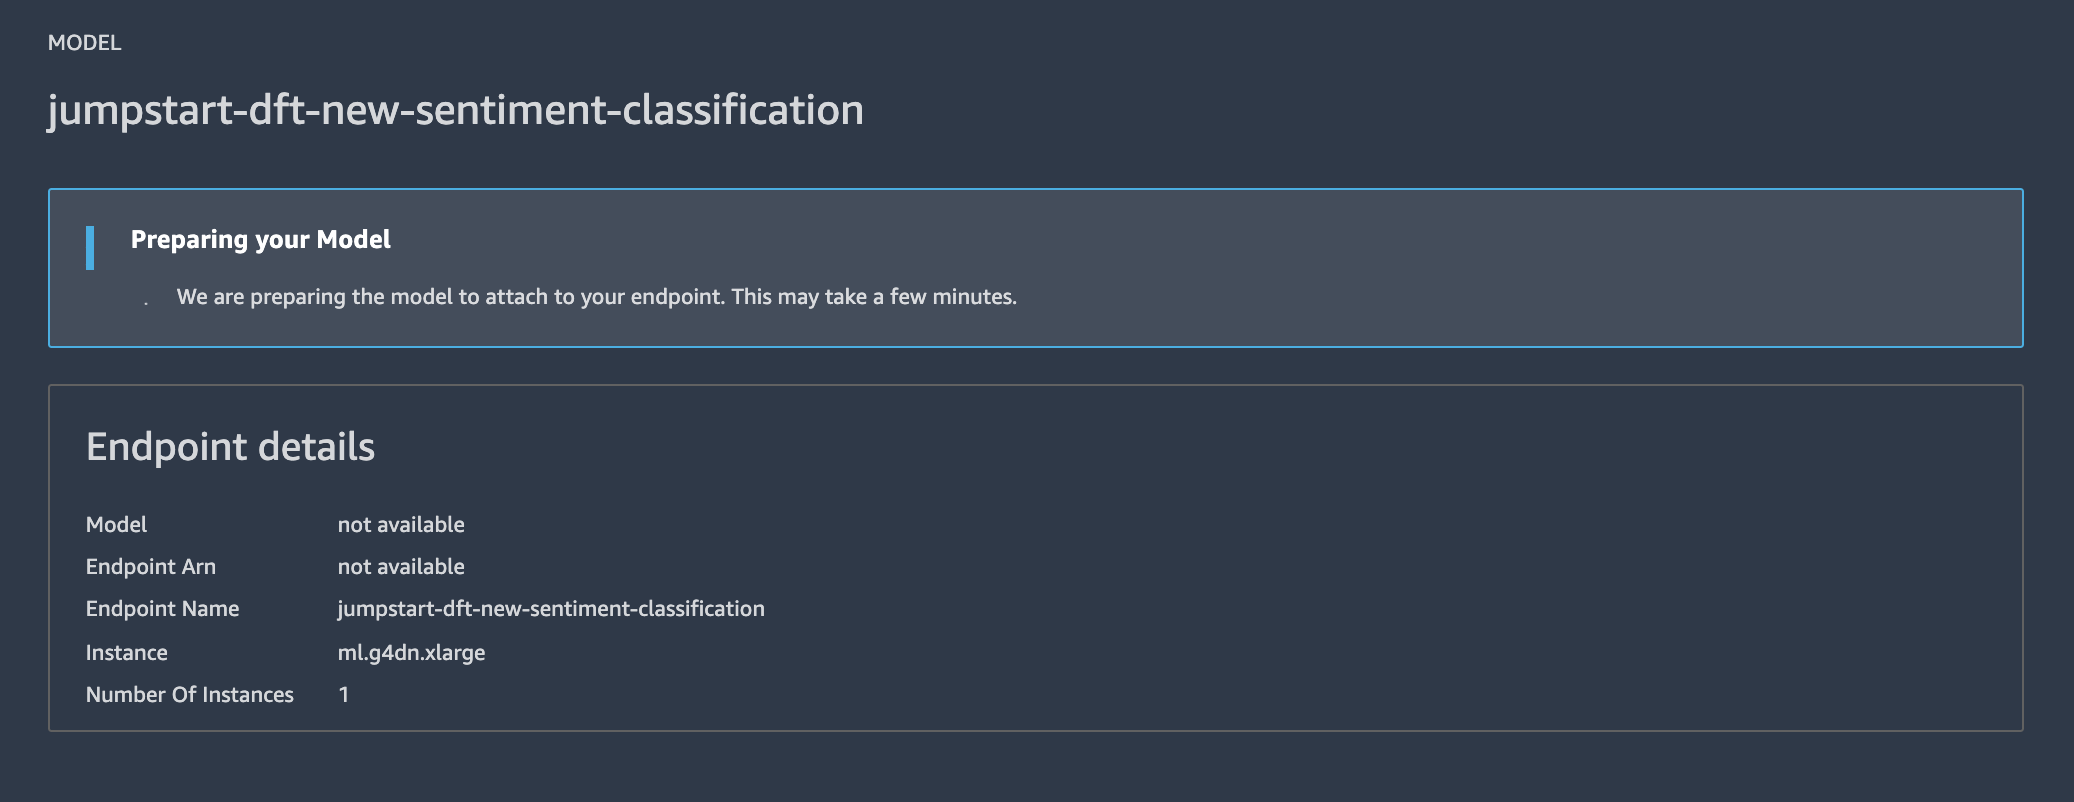 MODEL
jumpstart-dft-new-sentiment-classification
Preparing your Model
. We are preparing the model to attach to your endpoint. This may take a few minutes.
Endpoint details
Model not available
Endpoint Arn not available
Endpoint Name jumpstart-dft-new-sentiment-classification
Instance ml.g4dn.xlarge
Number Of Instances 1